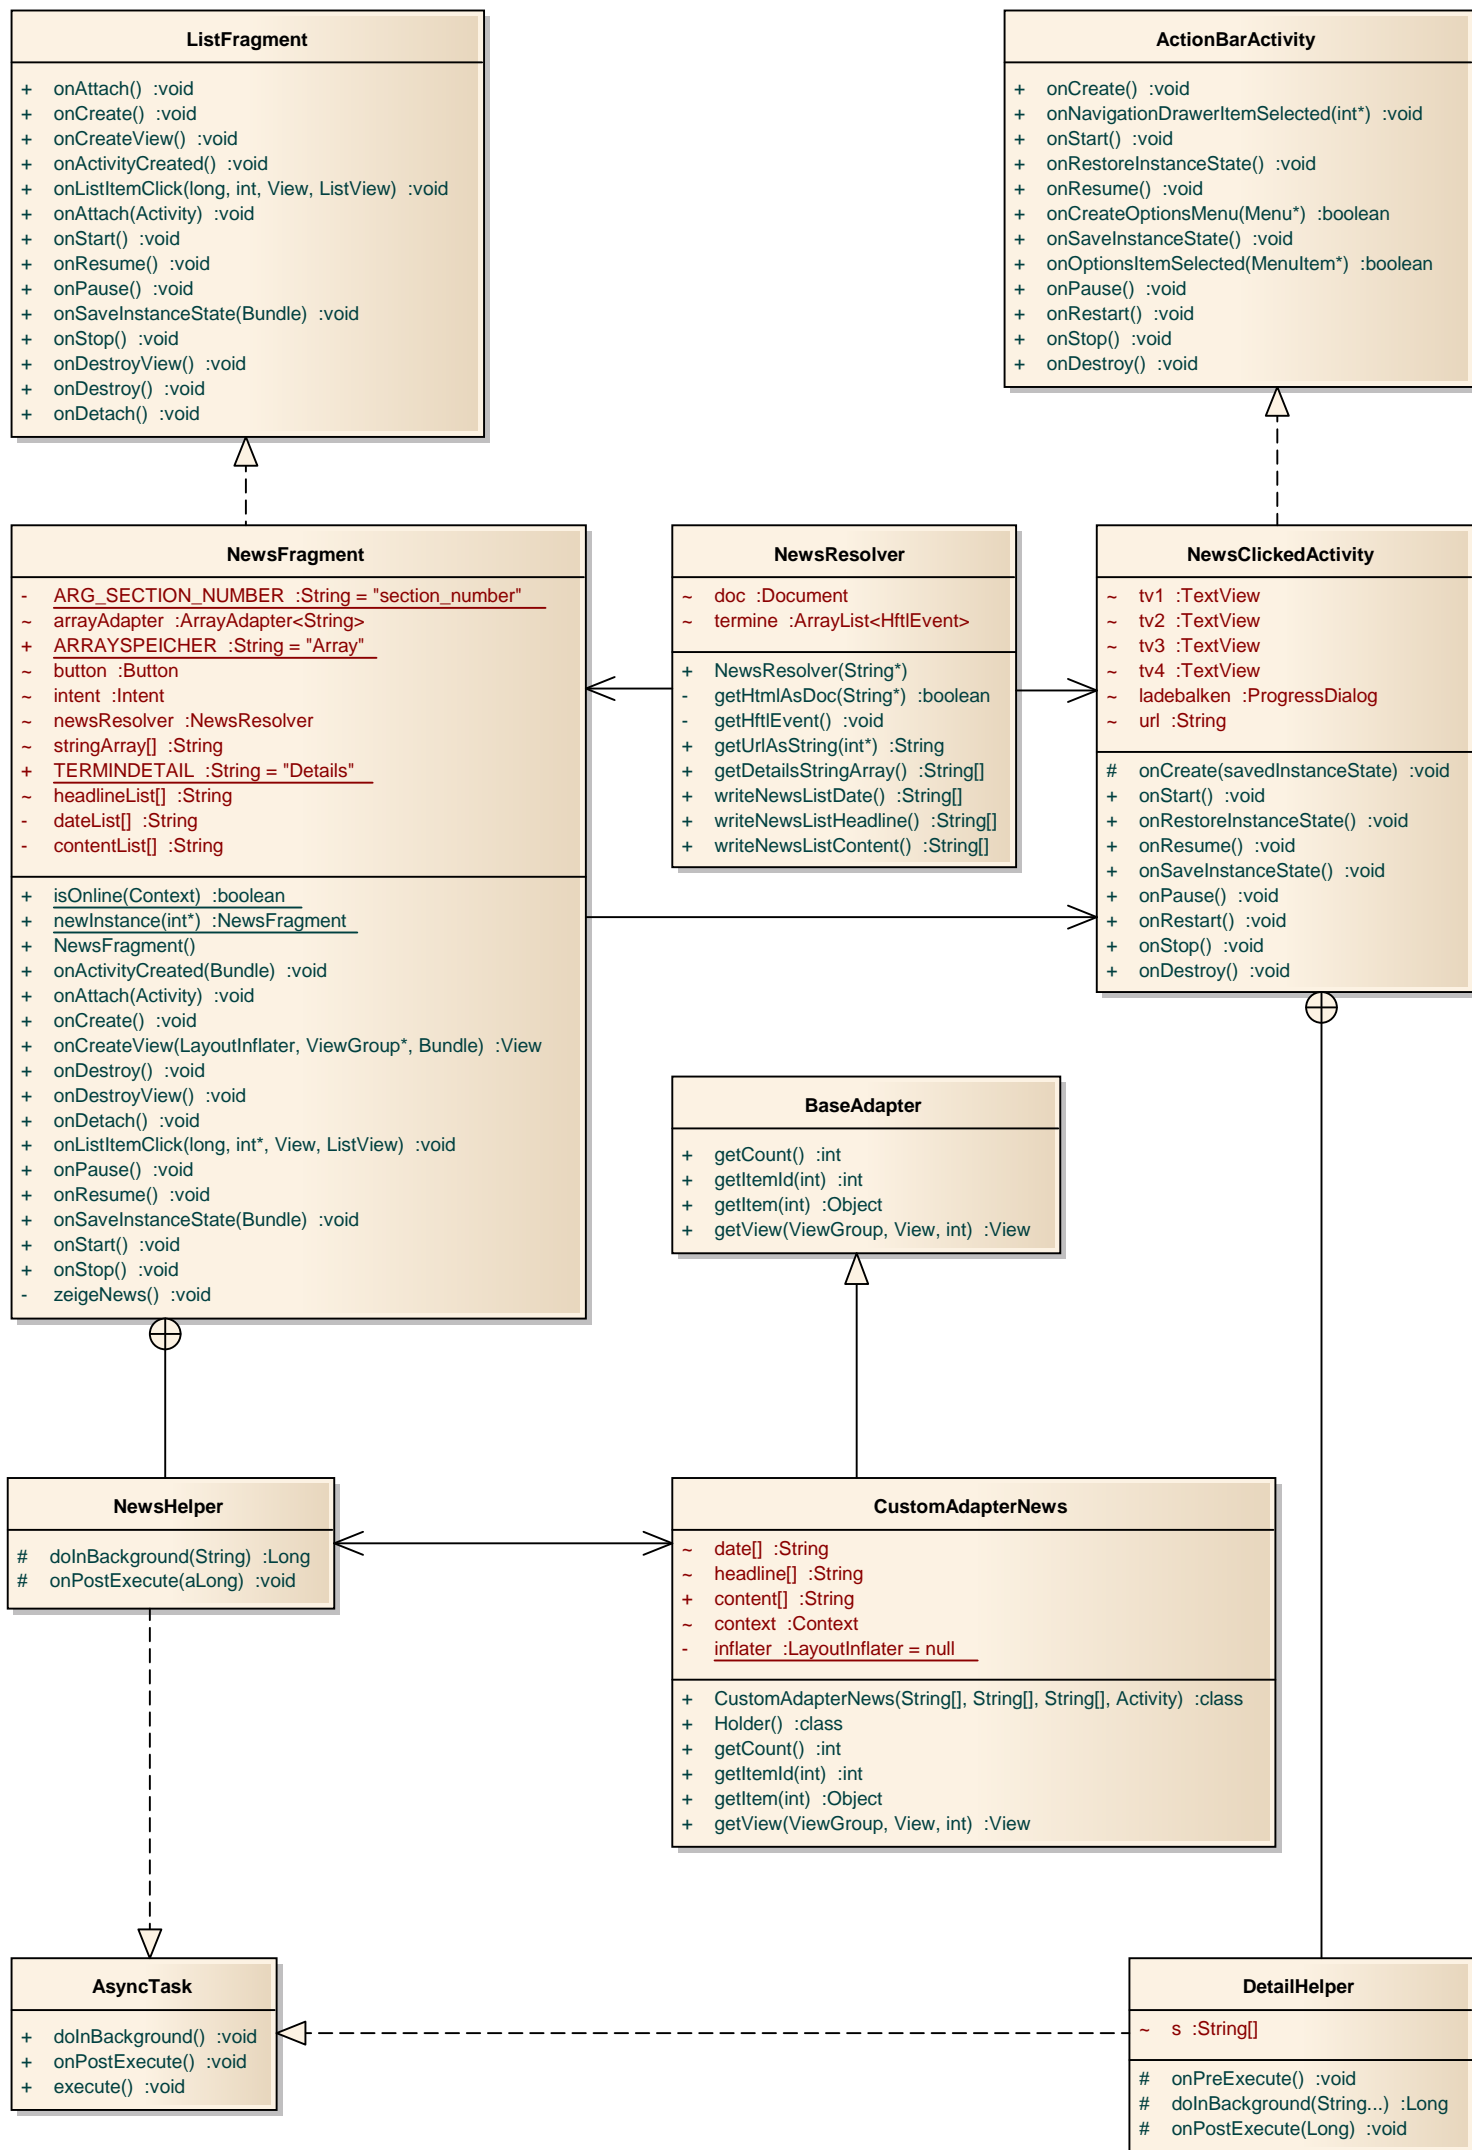 ListFragment
+ onAttach() :void
+ onCreate() :void
+ onCreateView() :void
+ onActivityCreated() :void
+ onListItemClick(long, int, View, ListView) :void
+ onAttach(Activity) :void
+ onStart() :void
+ onResume() :void
+ onPause() :void
+ onSaveInstanceState(Bundle) :void
+ onStop() :void
+ onDestroyView() :void
+ onDestroy() :void
+ onDetach() :void
ActionBarActivity
+ onCreate() :void
+ onNavigationDrawerItemSelected(int*) :void
+ onStart() :void
+ onRestoreInstanceState() :void
+ onResume() :void
+ onCreateOptionsMenu(Menu*) :boolean
+ onSaveInstanceState() :void
+ onOptionsItemSelected(MenuItem*) :boolean
+ onPause() :void
+ onRestart() :void
+ onStop() :void
+ onDestroy() :void
NewsFragment
- ARG_SECTION_NUMBER :String = "section_number"
~ arrayAdapter :ArrayAdapter<String>
+ ARRAYSPEICHER :String = "Array"
~ button :Button
~ intent :Intent
~ newsResolver :NewsResolver
~ stringArray[] :String
+ TERMINDETAIL :String = "Details"
~ headlineList[] :String
- dateList[] :String
- contentList[] :String
+ isOnline(Context) :boolean
+ newInstance(int*) :NewsFragment
+ NewsFragment()
+ onActivityCreated(Bundle) :void
+ onAttach(Activity) :void
+ onCreate() :void
+ onCreateView(LayoutInflater, ViewGroup*, Bundle) :View
+ onDestroy() :void
+ onDestroyView() :void
+ onDetach() :void
+ onListItemClick(long, int*, View, ListView) :void
+ onPause() :void
+ onResume() :void
+ onSaveInstanceState(Bundle) :void
+ onStart() :void
+ onStop() :void
- zeigeNews() :void
NewsResolver
~ doc :Document
~ termine :ArrayList<HftlEvent>
+ NewsResolver(String*)
- getHtmlAsDoc(String*) :boolean
- getHftlEvent() :void
+ getUrlAsString(int*) :String
+ getDetailsStringArray() :String[]
+ writeNewsListDate() :String[]
+ writeNewsListHeadline() :String[]
+ writeNewsListContent() :String[]
NewsClickedActivity
~ tv1 :TextView
~ tv2 :TextView
~ tv3 :TextView
~ tv4 :TextView
~ ladebalken :ProgressDialog
~ url :String
# onCreate(savedInstanceState) :void
+ onStart() :void
+ onRestoreInstanceState() :void
+ onResume() :void
+ onSaveInstanceState() :void
+ onPause() :void
+ onRestart() :void
+ onStop() :void
+ onDestroy() :void
BaseAdapter
+ getCount() :int
+ getItemId(int) :int
+ getItem(int) :Object
+ getView(ViewGroup, View, int) :View
NewsHelper
# doInBackground(String) :Long
# onPostExecute(aLong) :void
CustomAdapterNews
~ date[] :String
~ headline[] :String
+ content[] :String
~ context :Context
- inflater :LayoutInflater = null
+ CustomAdapterNews(String[], String[], String[], Activity) :class
+ Holder() :class
+ getCount() :int
+ getItemId(int) :int
+ getItem(int) :Object
+ getView(ViewGroup, View, int) :View
AsyncTask
+ doInBackground() :void
+ onPostExecute() :void
+ execute() :void
DetailHelper
~ s :String[]
# onPreExecute() :void
# doInBackground(String...) :Long
# onPostExecute(Long) :void